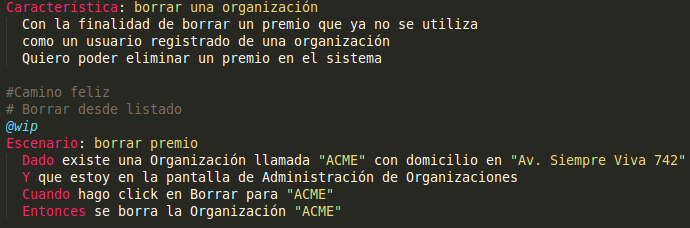 Característica: borrar una organización
Con la finalidad de borrar un premio que ya no se utiliza
como un usuario registrado de una organización
Quiero poder eliminar un premio en el sistema
#Camino feliz
# Borrar desde listado
@wip
Escenario: borrar premio
Dado existe una Organización llamada "ACME" con domicilio en "Av. Siempre Viva 742"
Y que estoy en la pantalla de Administración de Organizaciones
Cuando hago click en Borrar para "ACME"
Entonces se borra la Organización "ACME"